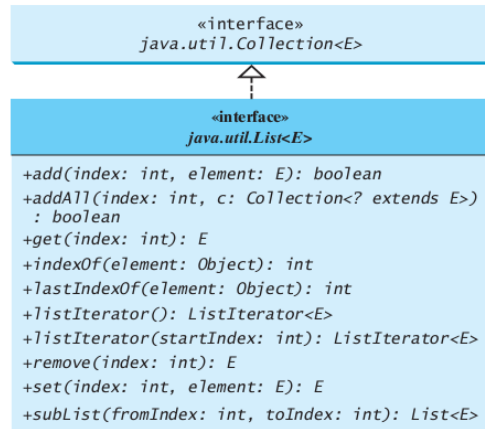 «interface»
java.util.Collection<E>
«interface»
java.util.List<E>
+add(index: int, element: E): boolean
+addAll(index: int, c: Collection<? extends E>)
: boolean
+get(index: int): E
+indexOf(element: Object): int
+lastIndexOf(element: Object): int
+listIterator(): ListIterator<E>
+listIterator(startIndex: int): ListIterator<E>
+remove(index: int): E
+set(index: int, element: E): E
+subList(fromIndex: int, toIndex: int): List<E>